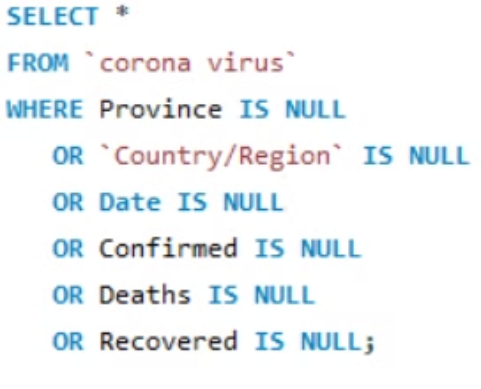 SELECT *
FROM `corona virus`
WHERE Province IS NULL
OR `Country/Region` IS NULL
OR Date IS NULL
OR Confirmed IS NULL
OR Deaths IS NULL
OR Recovered IS NULL;